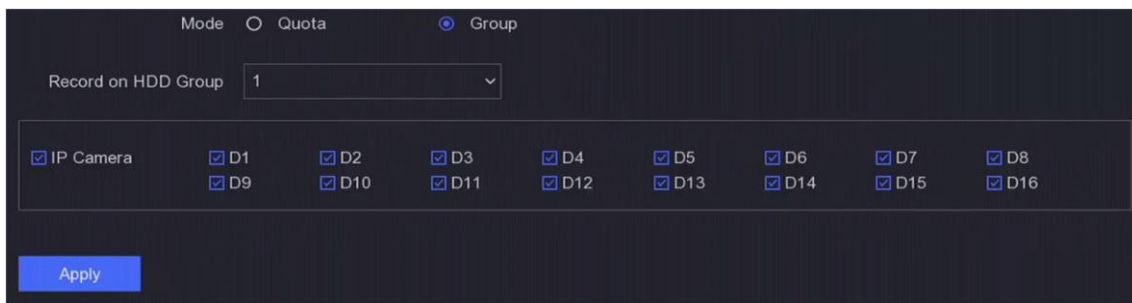 Mode Quota Group
Record on HDD Group 1
IP Camera D1 D2 D3 D4 D5 D6 D7 D8
D9 D10 D11 D12 D13 D14 D15 D16
Apply